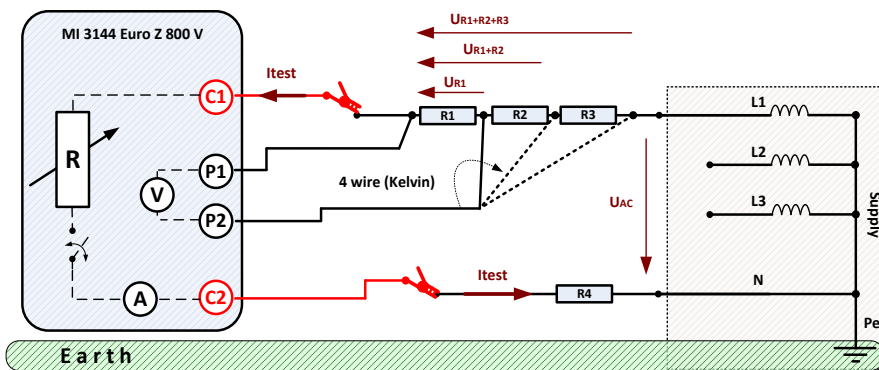 MI 3144 Euro Z 800 V
UR1+R2+R3
UR1+R2
UR1
C1
Itest
R1
R2
R3
L1
R
P1
V
4 wire (Kelvin)
L2
P2
UAC
L3
Supply
A
C2
Itest
R4
N
Pe
Earth